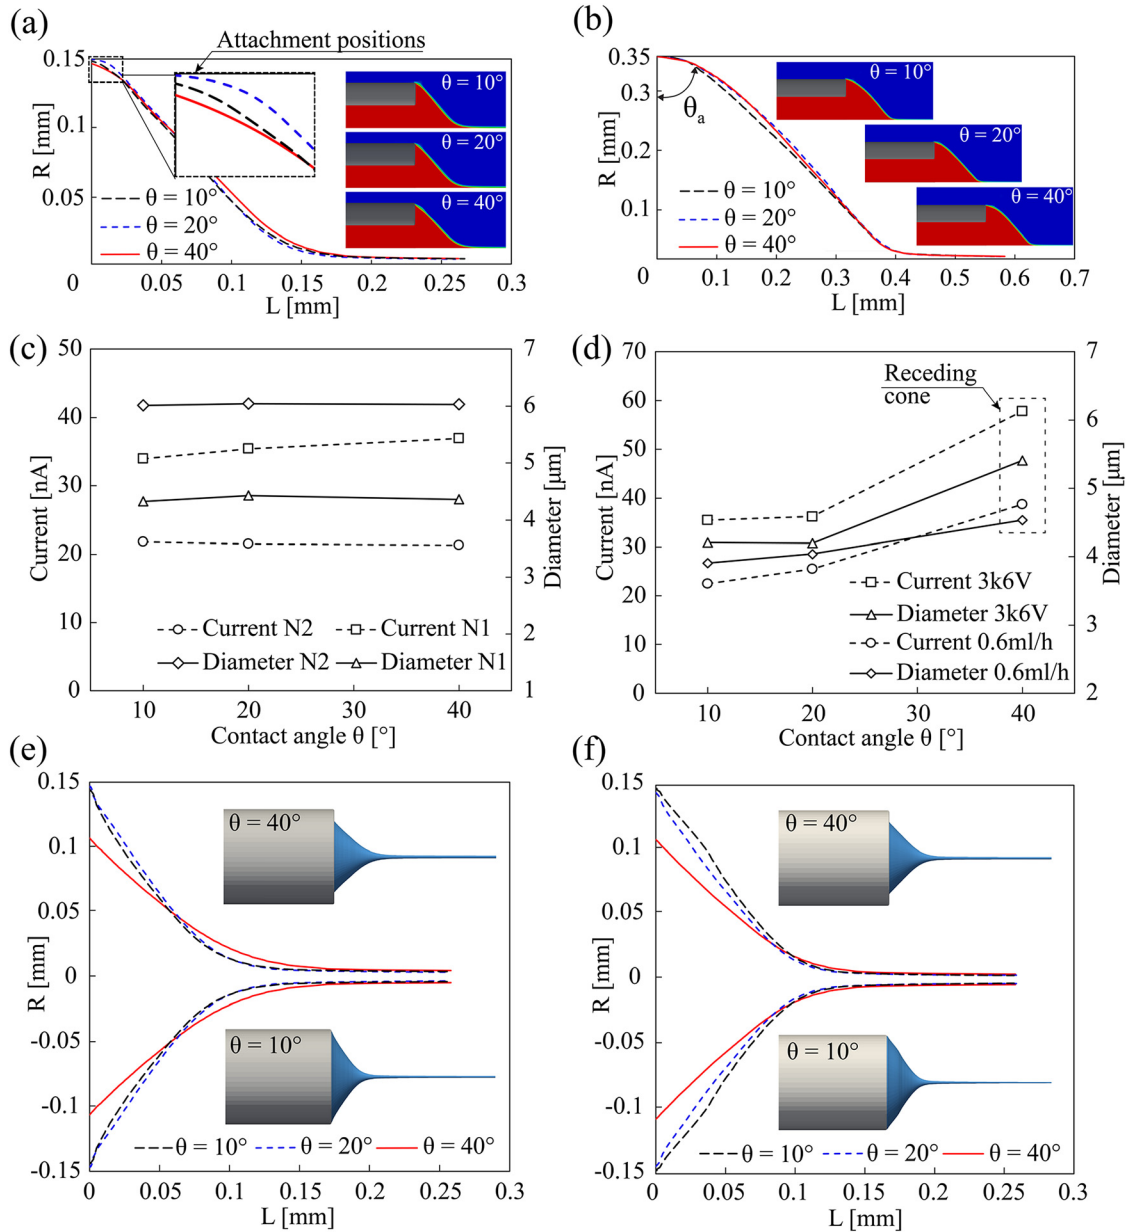 (a)
Attachment positions
0.15
0.1
0.05
R [mm]
θ = 10°
θ = 20°
θ = 40°
θ = 10°
θ = 20°
θ = 40°
0
0.05
0.1
0.15
0.2
0.25
0.3
L [mm]
(b)
0.35
0.3
0.2
0.1
R [mm]
θa
θ = 10°
θ = 20°
θ = 40°
θ = 10°
θ = 20°
θ = 40°
0
0.1
0.2
0.3
0.4
0.5
0.6
0.7
L [mm]
(c)
50
40
30
20
10
0
Current [nA]
7
6
5
4
3
2
1
Diameter [μm]
Current N2
Current N1
Diameter N2
Diameter N1
10
20
30
40
Contact angle θ [°]
(d)
70
60
50
40
30
20
10
0
Current [nA]
7
6
5
4
3
2
Diameter [μm]
Receding
cone
Current 3k6V
Diameter 3k6V
Current 0.6ml/h
Diameter 0.6ml/h
10
20
30
40
Contact angle θ [°]
(e)
0.15
0.1
0.05
0
-0.05
-0.1
-0.15
R [mm]
θ = 40°
θ = 10°
θ = 10°
θ = 20°
θ = 40°
0
0.05
0.1
0.15
0.2
0.25
0.3
L [mm]
(f)
0.15
0.1
0.05
0
-0.05
-0.1
-0.15
R [mm]
θ = 40°
θ = 10°
θ = 10°
θ = 20°
θ = 40°
0
0.05
0.1
0.15
0.2
0.25
0.3
L [mm]